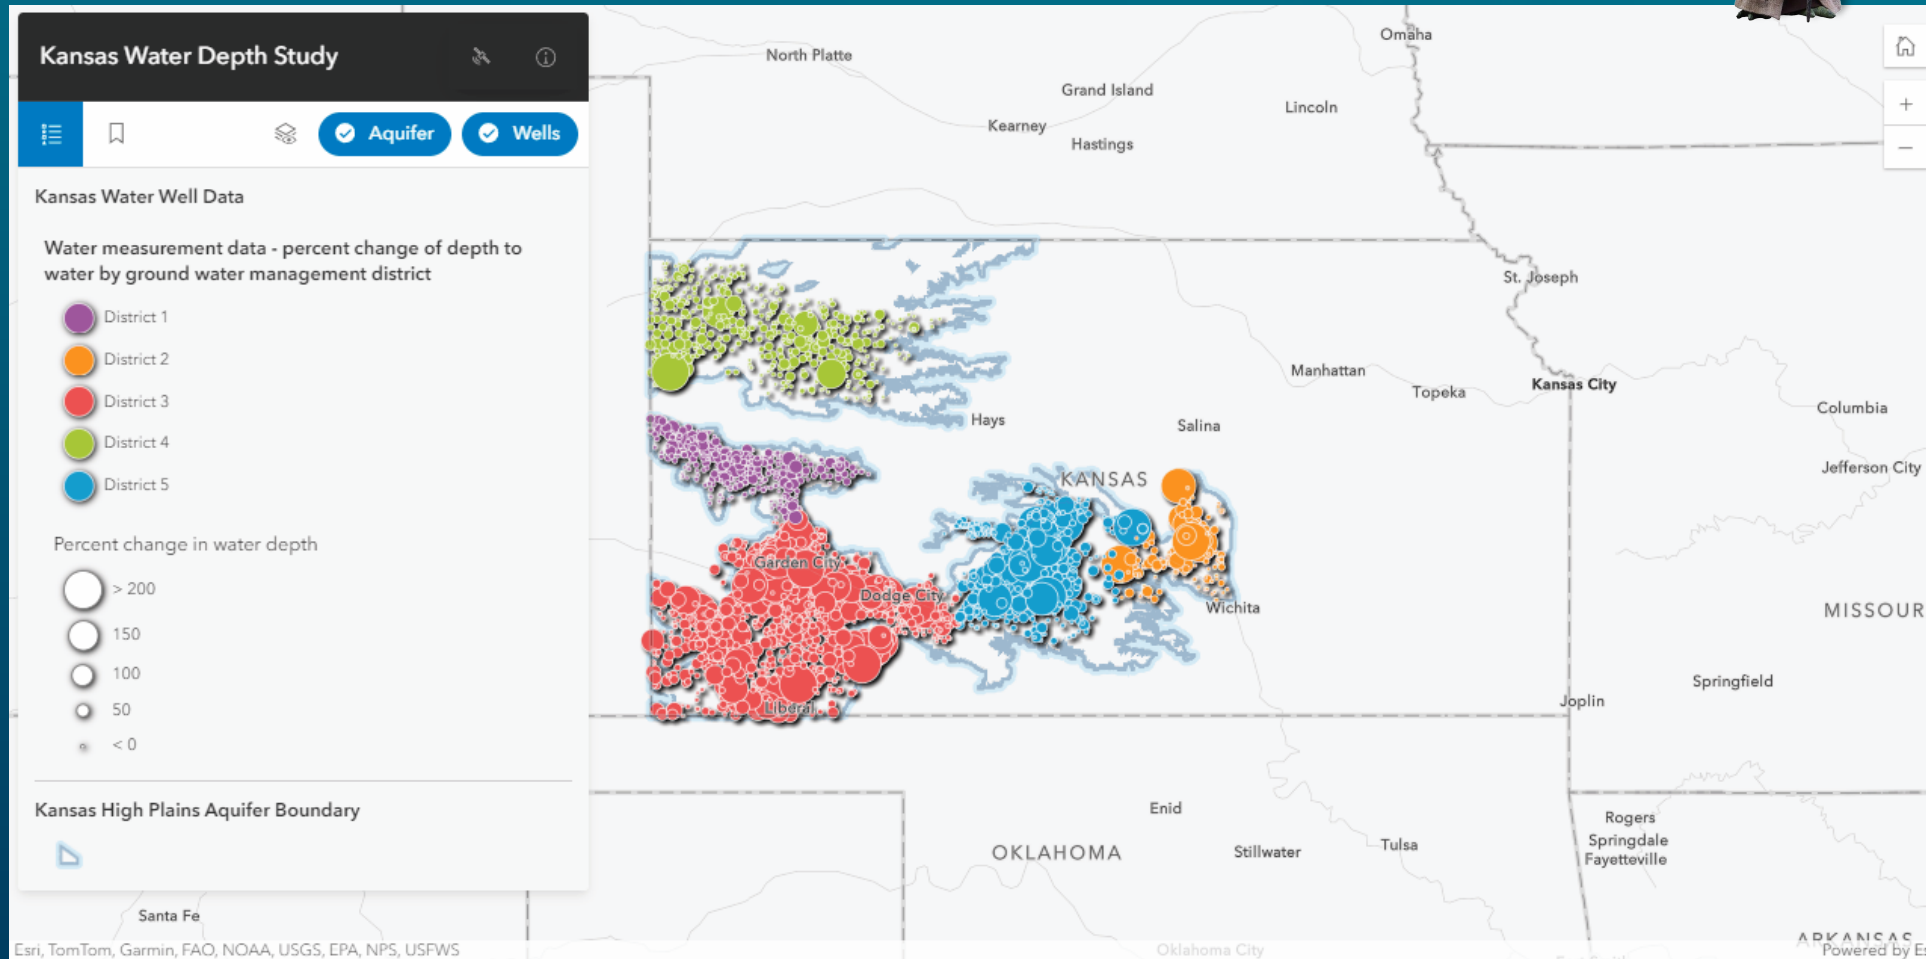 Kansas Water Depth Study
Aquifer
Wells
Kansas Water Well Data
Water measurement data - percent change of depth to
water by ground water management district
District 1
District 2
District 3
District 4
District 5
Percent change in water depth
> 200
150
100
50
< 0
Kansas High Plains Aquifer Boundary
Omaha
North Platte
Grand Island
Lincoln
Kearney
Hastings
St. Joseph
Manhattan
Kansas City
Topeka
Columbia
Hays
Salina
Jefferson City
KANSAS
Garden City
Dodge City
Wichita
MISSOUR
Springfield
Joplin
Liberal
Enid
Rogers
Springdale
Fayetteville
Tulsa
OKLAHOMA
Stillwater
Santa Fe
ARKANSAS
Esri, TomTom, Garmin, FAO, NOAA, USGS, EPA, NPS, USFWS
Oklahoma City
Powered by Es